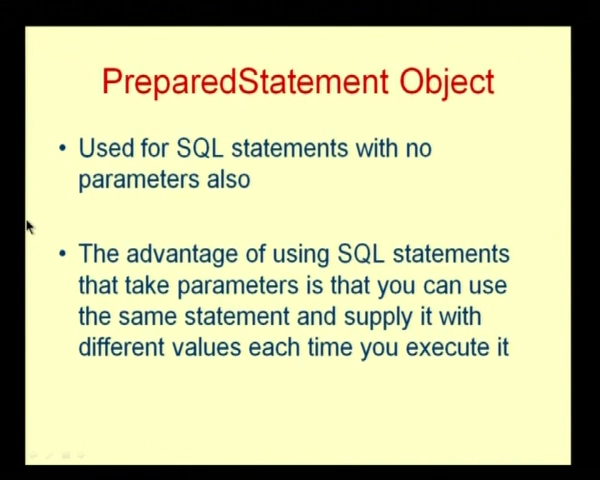 PreparedStatement Object
• Used for SQL statements with no
parameters also
• The advantage of using SQL statements
that take parameters is that you can use
the same statement and supply it with
different values each time you execute it